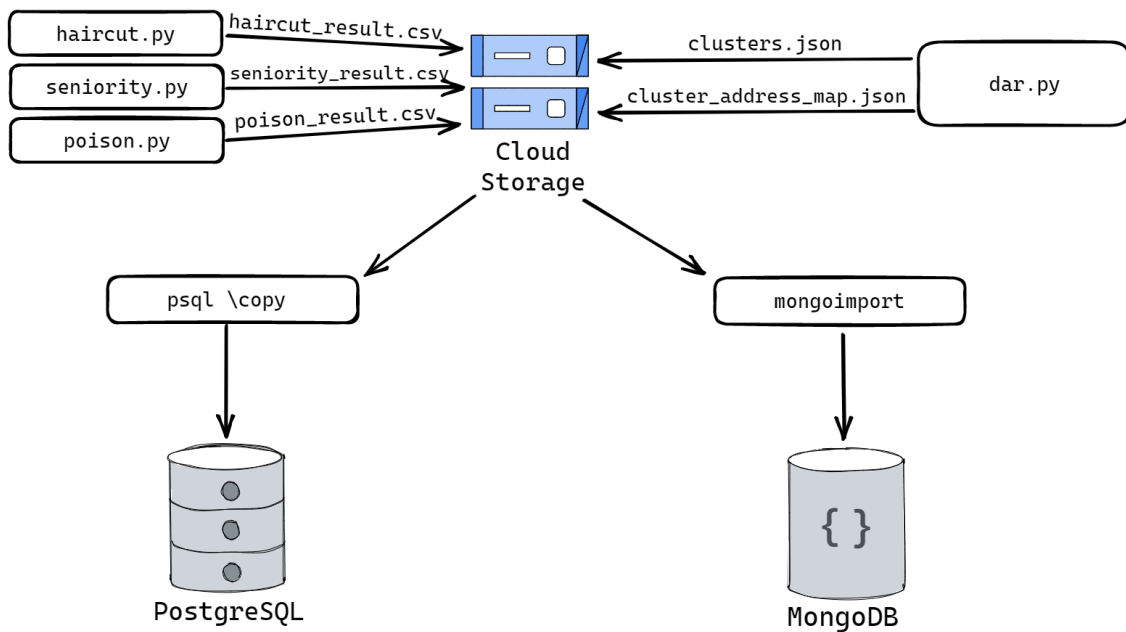 haircut.py
haircut_result.csv
clusters.json
seniority.py
seniority_result.csv
dar.py
cluster_address_map.json
poison.py
poison_result.csv
Cloud
Storage
psql \copy
mongoimport
{ }
PostgreSQL
MongoDB